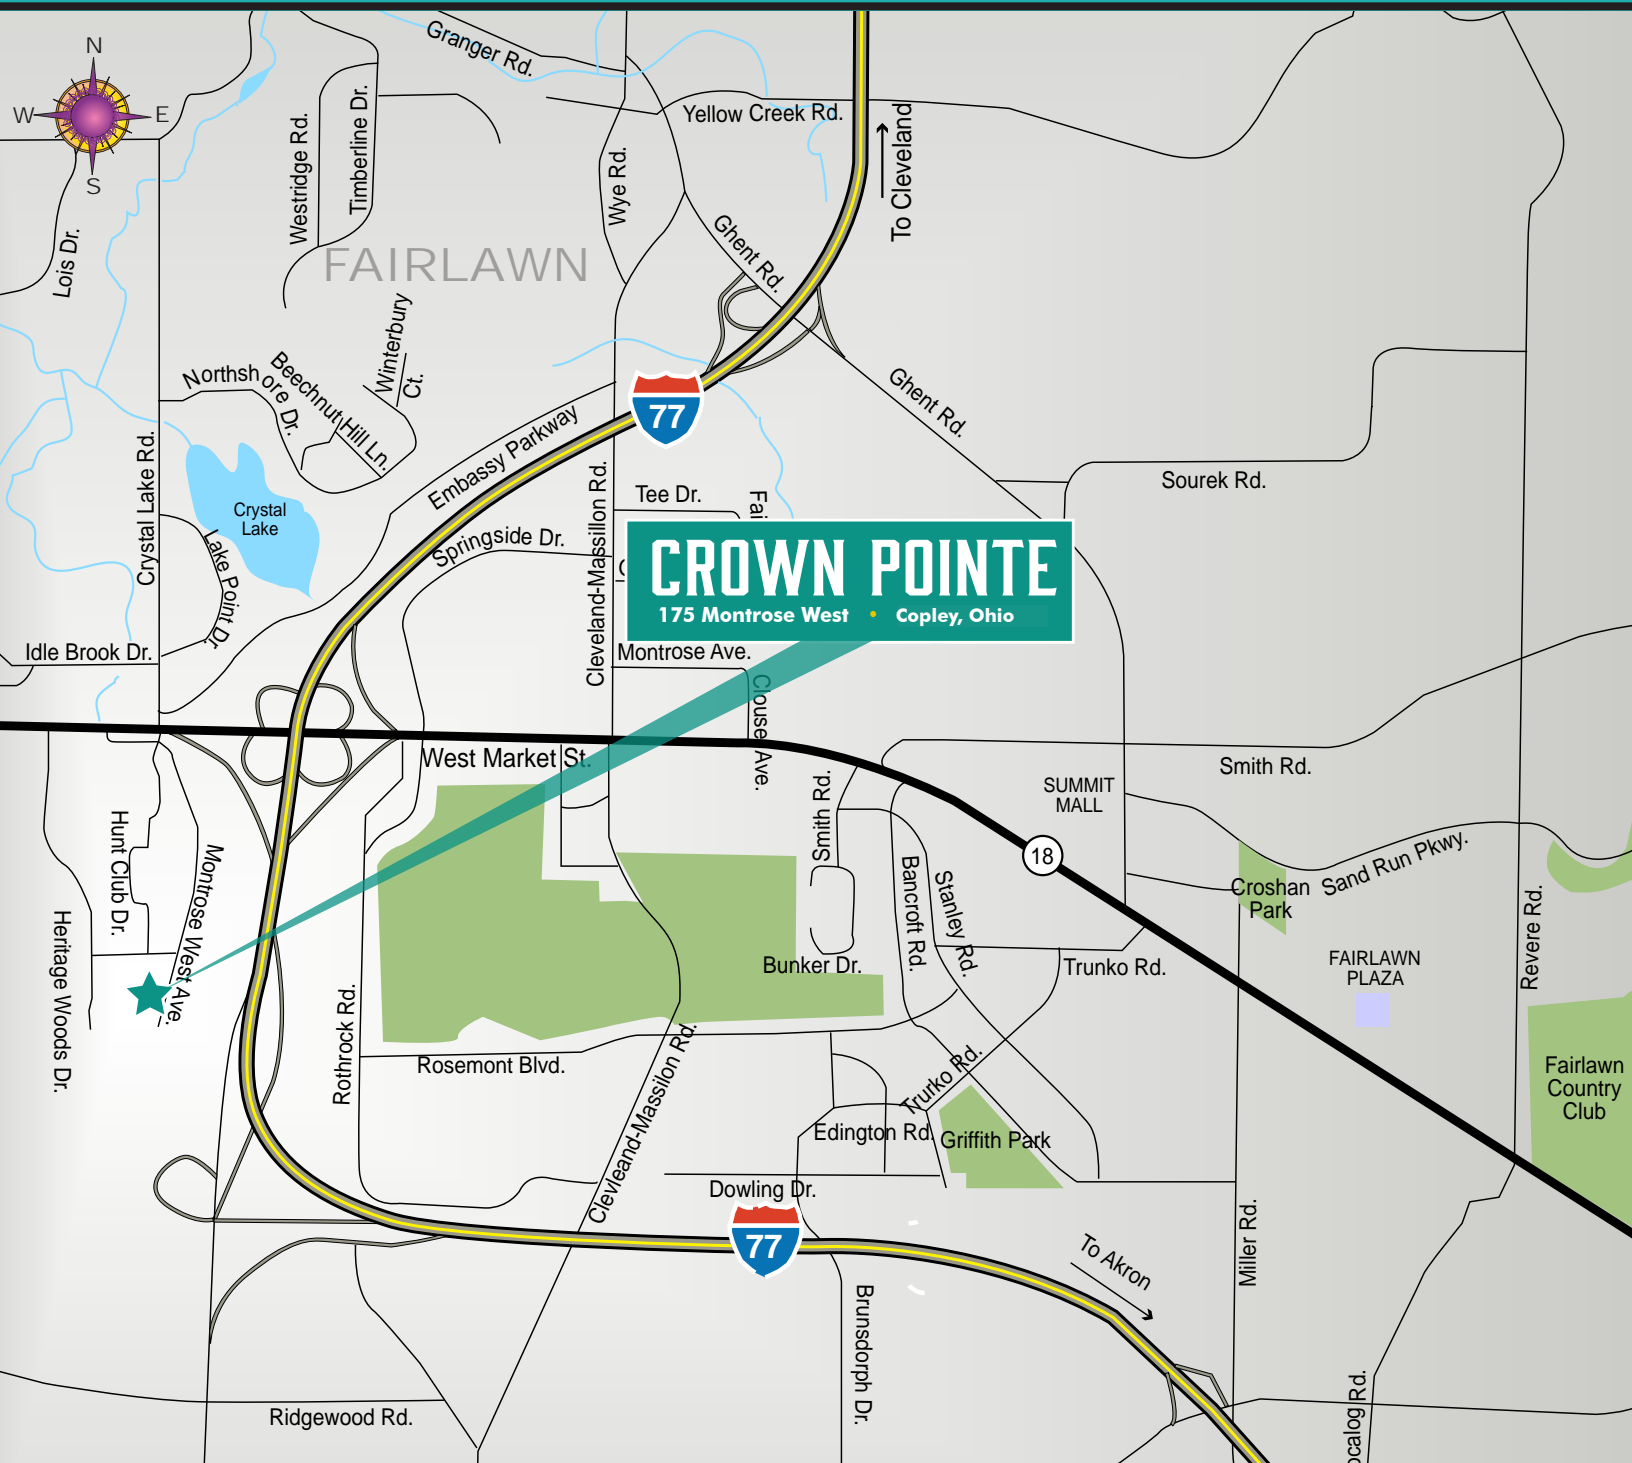 N
W
E
S
Granger Rd.
Yellow Creek Rd.
To Cleveland
Westridge Rd.
Timberline Dr.
Wye Rd.
Lois Dr.
Ghent Rd.
FAIRLAWN
Winterbury
Ct.
Northshore Dr.
Beechnut Hill Ln.
77
Ghent Rd.
Embassy Parkway
Crystal Lake Rd.
Crystal
Lake
Lake Point Dr.
Springside Dr.
Cleveland-Massillon Rd.
Tee Dr.
Fai
Sourek Rd.
CROWN POINTE
175 Montrose West • Copley, Ohio
Idle Brook Dr.
Montrose Ave.
Clouse Ave.
West Market St.
Smith Rd.
SUMMIT
MALL
Smith Rd.
18
Hunt Club Dr.
Montrose West Ave.
Heritage Woods Dr.
Bancroft Rd.
Stanley Rd.
Sand Run Pkwy.
Croshan
Park
Revere Rd.
Bunker Dr.
Trunko Rd.
FAIRLAWN
PLAZA
Rothrock Rd.
Rosemont Blvd.
Clevleand-Massilon Rd.
Trurko Rd.
Edington Rd.
Griffith Park
Fairlawn
Country
Club
Dowling Dr.
77
To Akron
Miller Rd.
Brunsdorph Dr.
Ridgewood Rd.
ocalog Rd.